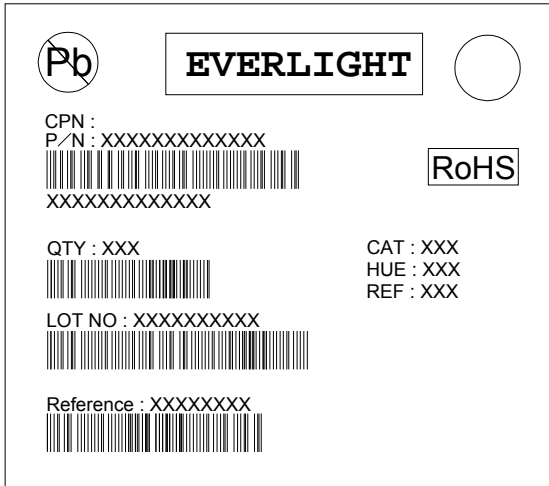 Pb
EVERLIGHT
CPN :
P/N : XXXXXXXXXXXXX
XXXXXXXXXXXXX
RoHS
QTY : XXX
CAT : XXX
HUE : XXX
REF : XXX
LOT NO : XXXXXXXXXX
Reference : XXXXXXXX